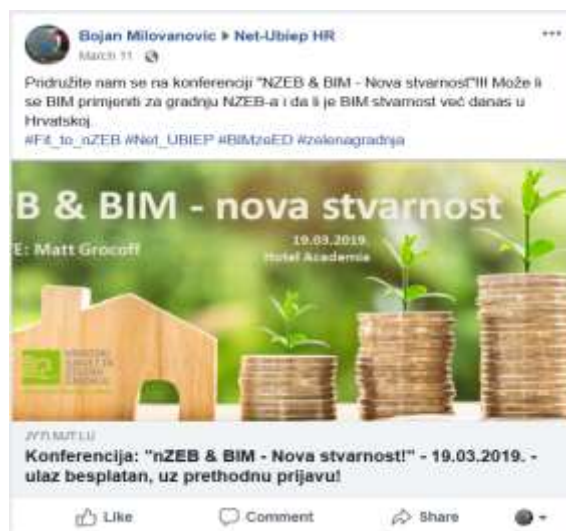 Bojan Milovanovic ▸ Net-Ubiep HR
March 11
Pridružite nam se na konferenciji "NZEB & BIM - Nova stvarnost"!!! Može li
se BIM primjeniti za gradnju NZEB-a i da li je BIM stvarnost već danas u
Hrvatskoj.
#Fit_to_nZEB #Net_UBIEP #BIMzeED #zelenagradnja
B & BIM - nova stvarnost
E: Matt Grocoff
19.03.2019.
Hotel Academia
Konferencija: "nZEB & BIM - Nova stvarnost!" - 19.03.2019. -
ulaz besplatan, uz prethodnu prijavu!
Like Comment Share